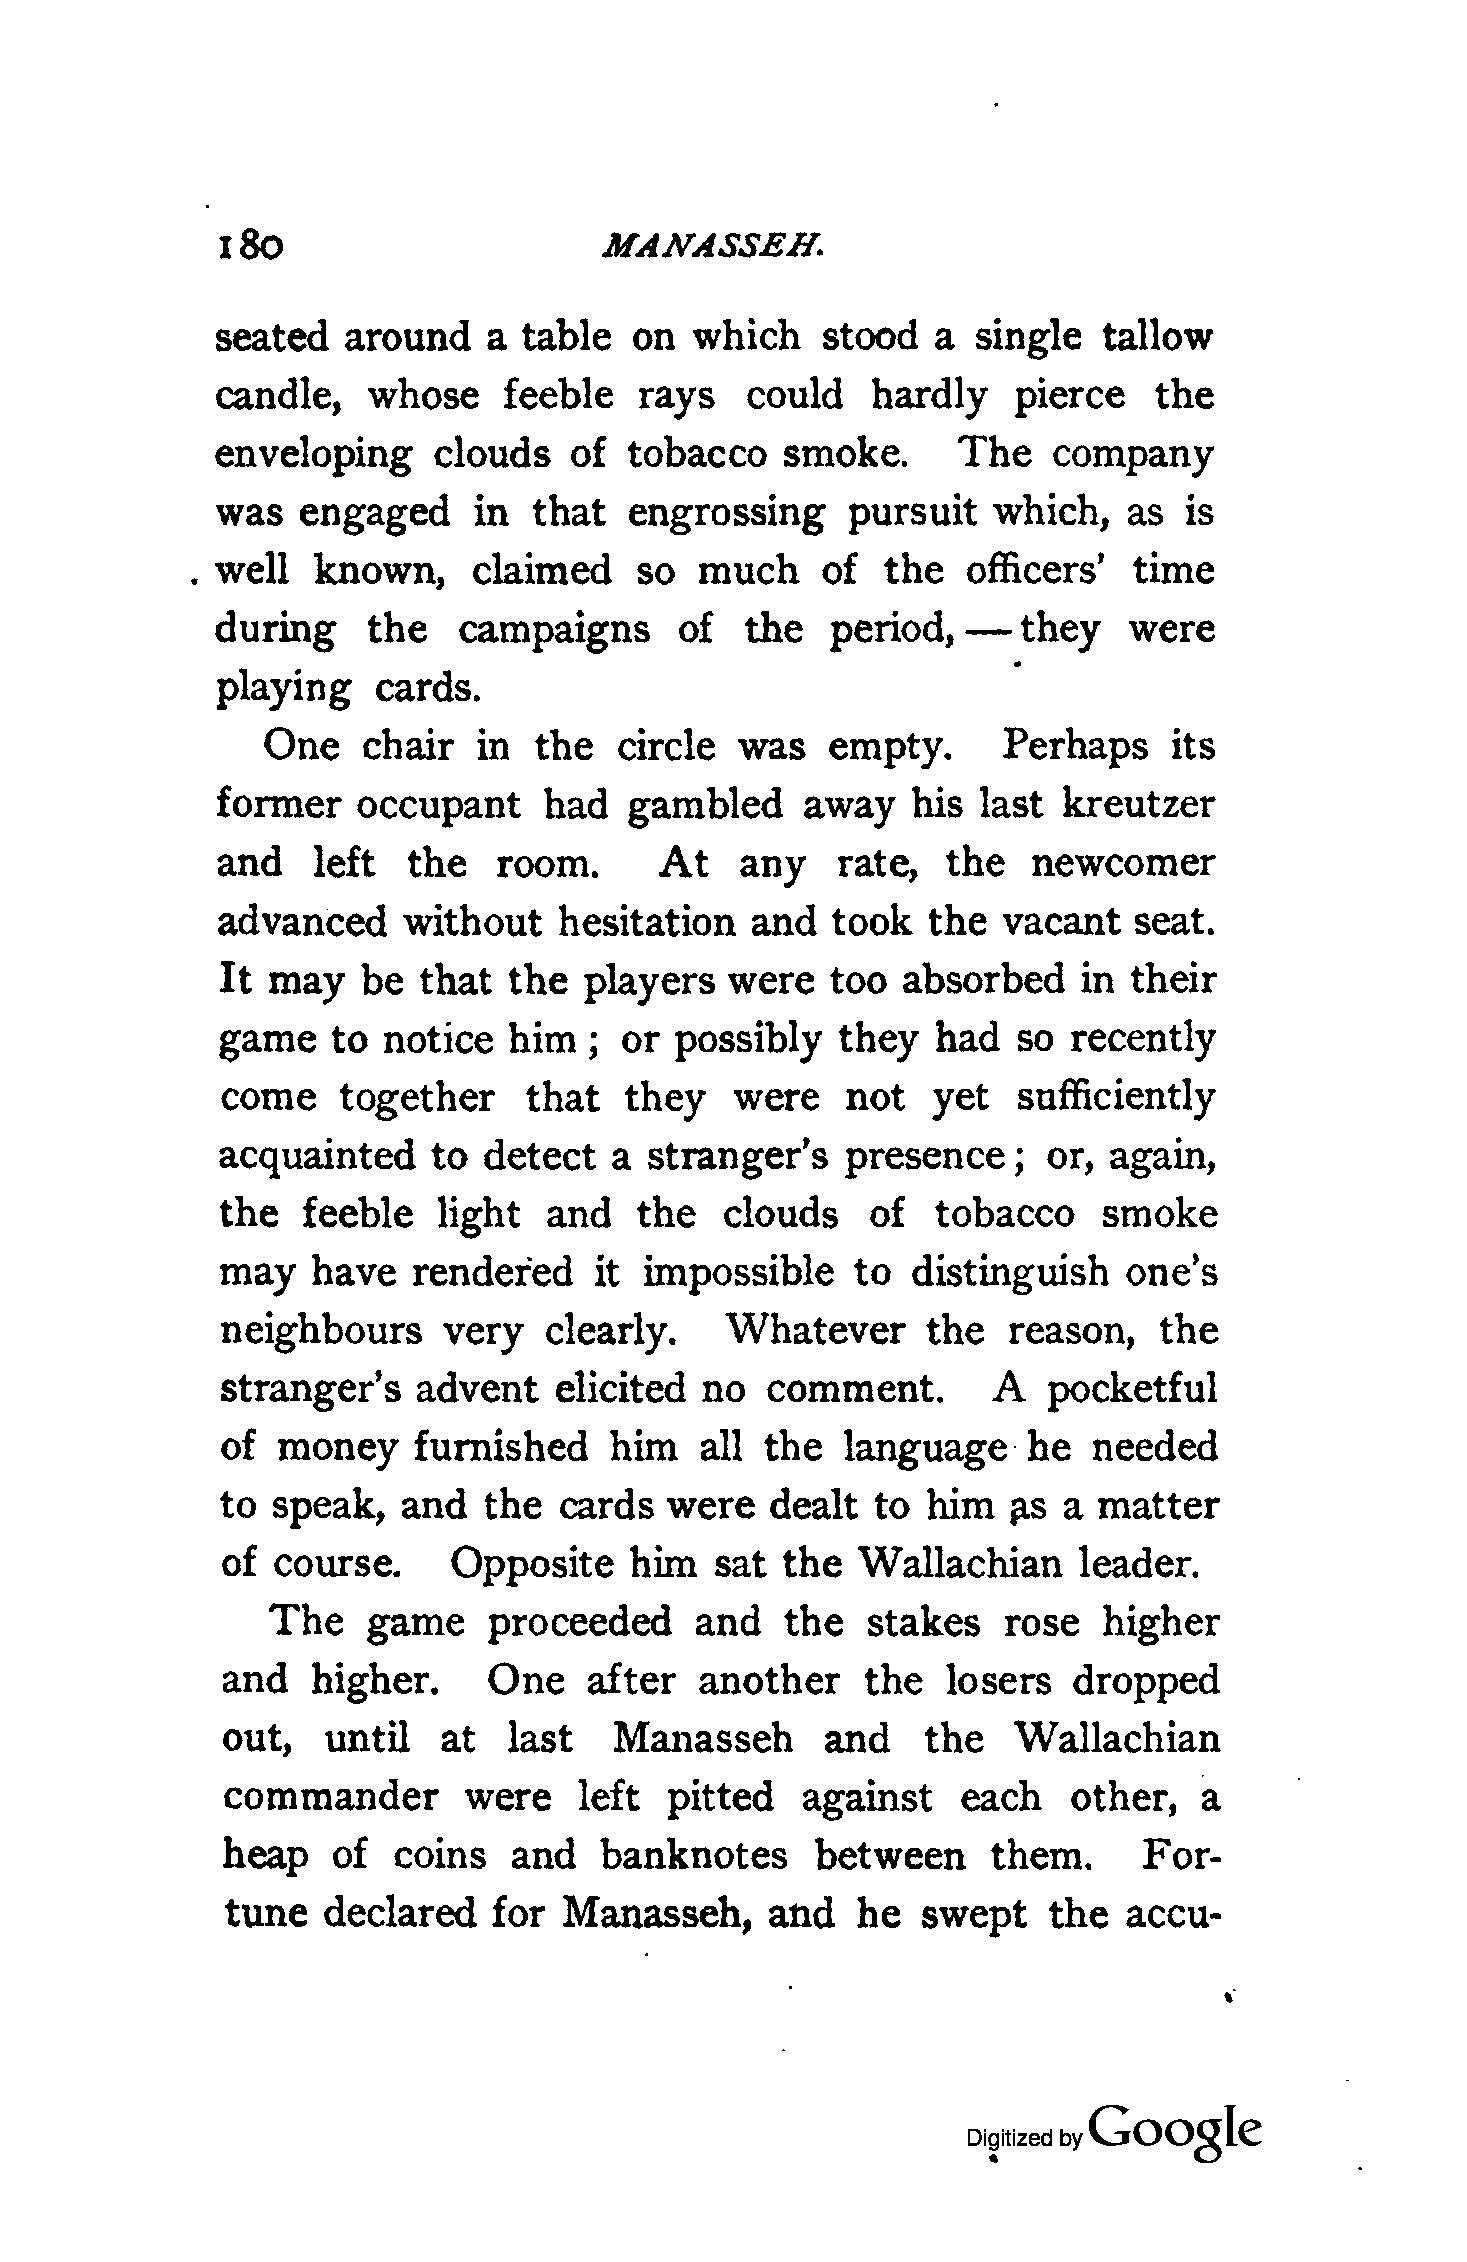 180 MANASSEH.
seated around a table on which stood a single tallow
candle, whose feeble rays could hardly pierce the
enveloping clouds of tobacco smoke. The company
was engaged in that engrossing pursuit which, as is
well known, claimed so much of the officers' time
during the campaigns of the period, — they were
playing cards.
One chair in the circle was empty. Perhaps its
former occupant had gambled away his last kreutzer
and left the room. At any rate, the newcomer
advanced without hesitation and took the vacant seat.
It may be that the players were too absorbed in their
game to notice him ; or possibly they had so recently
come together that they were not yet sufficiently
acquainted to detect a stranger's presence ; or, again,
the feeble light and the clouds of tobacco smoke
may have rendered it impossible to distinguish one's
neighbours very clearly. Whatever the reason, the
stranger's advent elicited no comment. A pocketful
of money furnished him all the language he needed
to speak, and the cards were dealt to him as a matter
of course. Opposite him sat the Wallachian leader.
The game proceeded and the stakes rose higher
and higher. One after another the losers dropped
out, until at last Manasseh and the Wallachian
commander were left pitted against each other, a
heap of coins and banknotes between them. For-
tune declared for Manasseh, and he swept the accu-
Digitized by Google